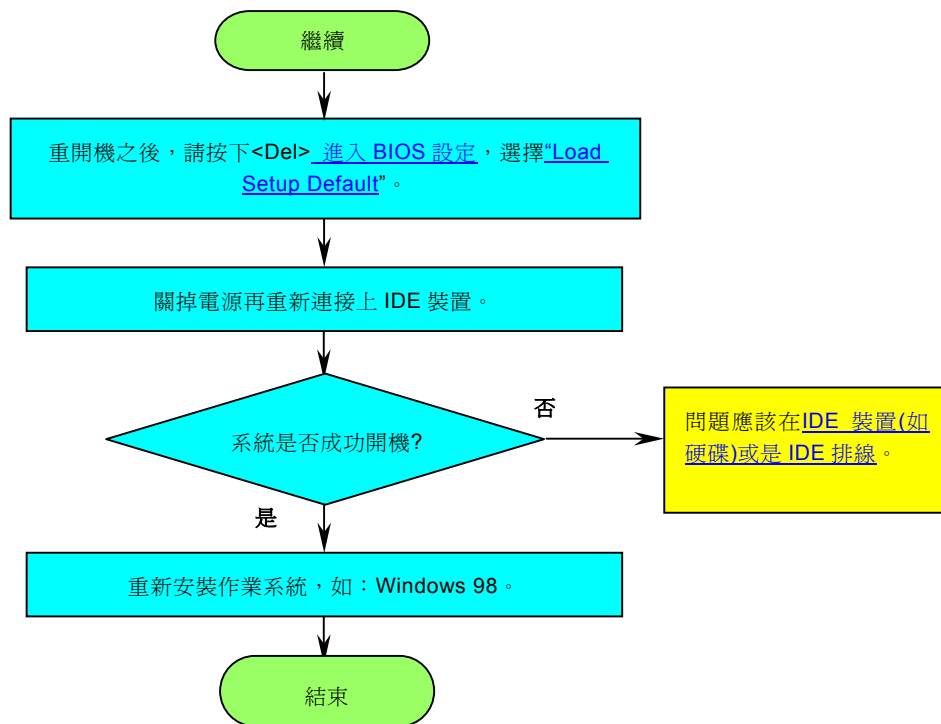 繼續
重開機之後，請按下<Del> 進入 BIOS 設定，選擇“Load
Setup Default”。
關掉電源再重新連接上 IDE 裝置。
否
系統是否成功開機?
問題應該在IDE 裝置(如
硬碟)或是 IDE 排線。
是
重新安裝作業系統，如：Windows 98。
結束